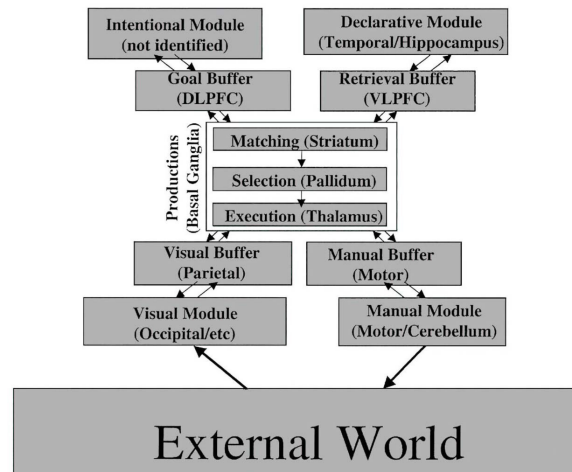 Intentional Module
(not identified)
Declarative Module
(Temporal/Hippocampus)
Goal Buffer
(DLPFC)
Retrieval Buffer
(VLPFC)
Productions
(Basal Ganglia)
Matching (Striatum)
Selection (Pallidum)
Execution (Thalamus)
Visual Buffer
(Parietal)
Manual Buffer
(Motor)
Visual Module
(Occipital/etc)
Manual Module
(Motor/Cerebellum)
External World